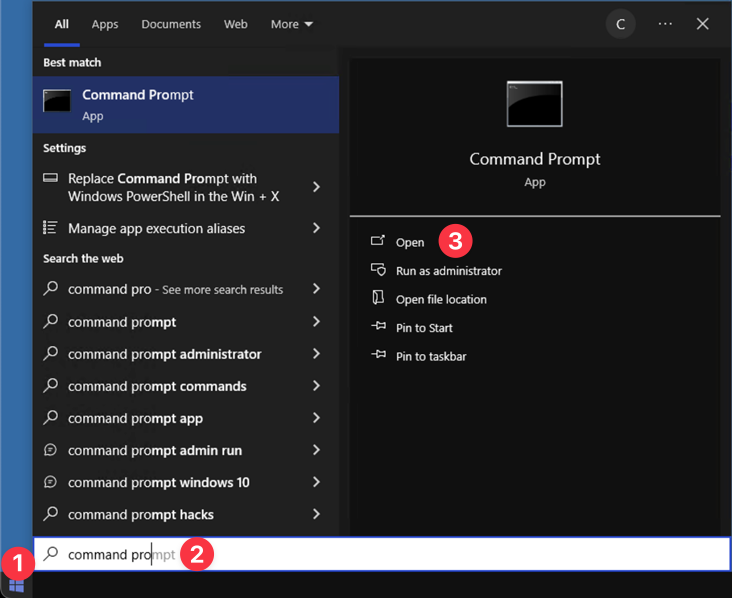 All Apps Documents Web More C ...
Best match
Command Prompt
App
Settings
Replace Command Prompt with
Windows PowerShell in the Win + X
Manage app execution aliases
Search the web
command pro - See more search results
command prompt
command prompt administrator
command prompt commands
command prompt app
command prompt admin run
command prompt windows 10
command prompt hacks
Command Prompt
App
Open 3
Run as administrator
Open file location
Pin to Start
Pin to taskbar
command prompt 2
1